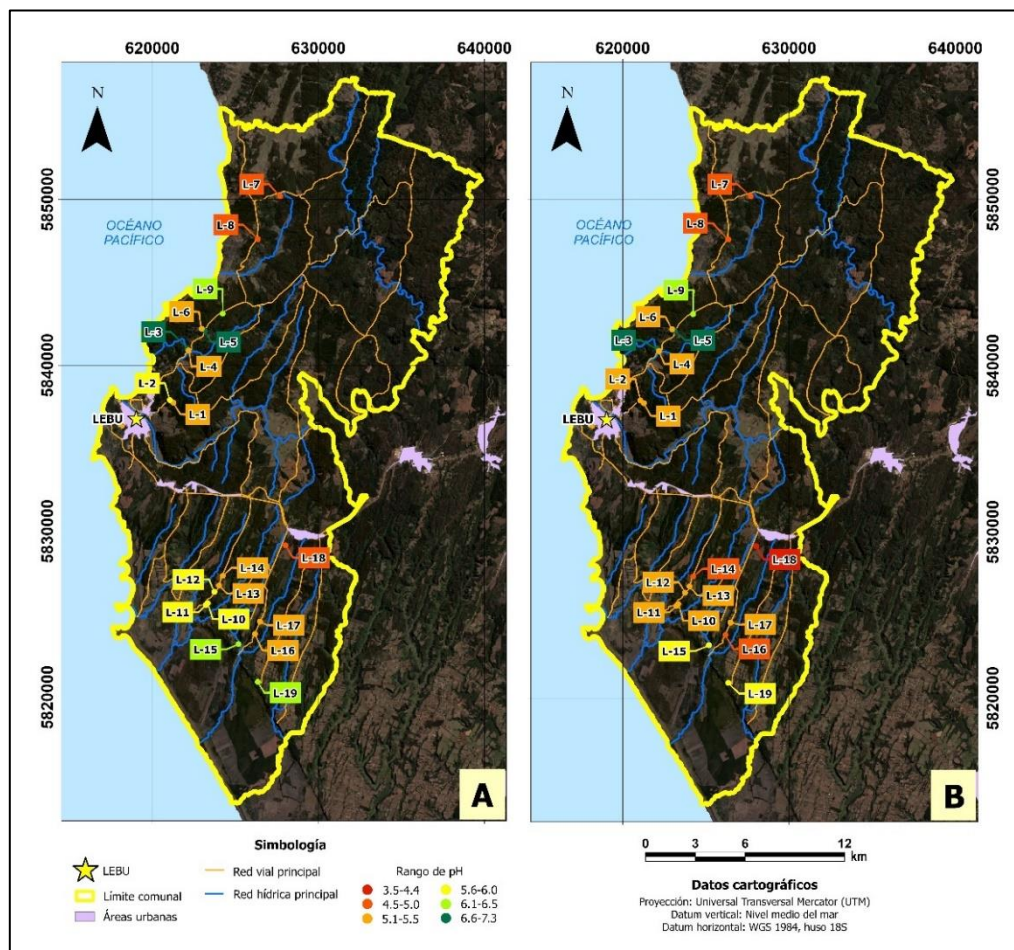 620000 630000 640000
620000 630000 640000
5850000
5840000
5830000
5820000
N
OCÉANO
PACÍFICO
L-7
L-8
L-9
L-6
L-3
L-5
L-4
L-2
L-1
LEBU
L-18
L-14
L-12
L-13
L-11
L-10
L-17
L-15
L-16
L-19
A
N
OCÉANO
PACÍFICO
L-7
L-8
L-9
L-6
L-3
L-5
L-4
L-2
L-1
LEBU
L-18
L-14
L-12
L-13
L-11
L-10
L-17
L-15
L-16
L-19
B
5850000
5840000
5830000
5820000
Simbología
LEBU
Límite comunal
Áreas urbanas
Red vial principal
Red hídrica principal
Rango de pH
3.5-4.4
4.5-5.0
5.1-5.5
5.6-6.0
6.1-6.5
6.6-7.3
0 3 6 12
km
Datos cartográficos
Proyección: Universal Transversal Mercator (UTM)
Datum vertical: Nivel medio del mar
Datum horizontal: WGS 1984, huso 18S